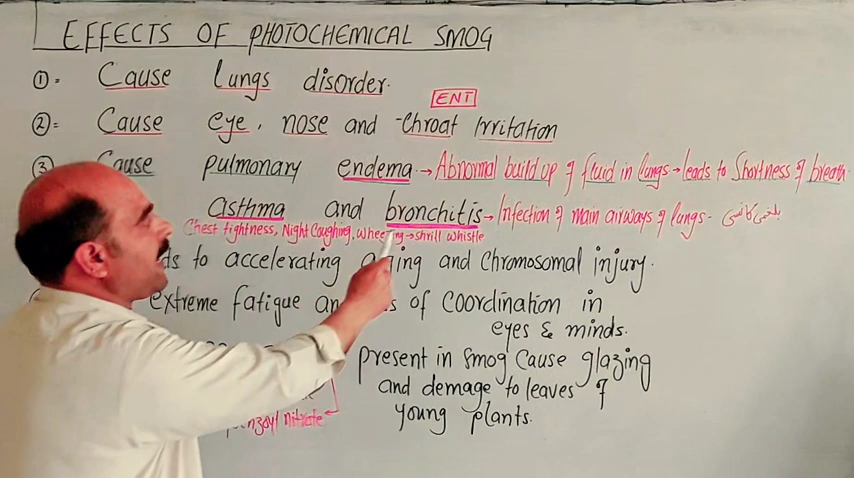 EFFECTS OF PHOTOCHEMICAL SMOG
①= Cause lungs disorder.
ENT
②= Cause eye, nose and throat Irritation
③ Cause pulmonary endema → Abnormal build up of fluid in lungs → leads to Shortness of breath
asthma and bronchitis → Infection of main airways of lungs - بلغمی کھانسی
Chest tightness, Night Coughing, Wheezing → shrill whistle
ds to accelerating aging and chromosomal injury.
extreme fatigue an s of coordination in
eyes & minds.
present in smog cause glazing
and demage to leaves of
young plants.
nitrate